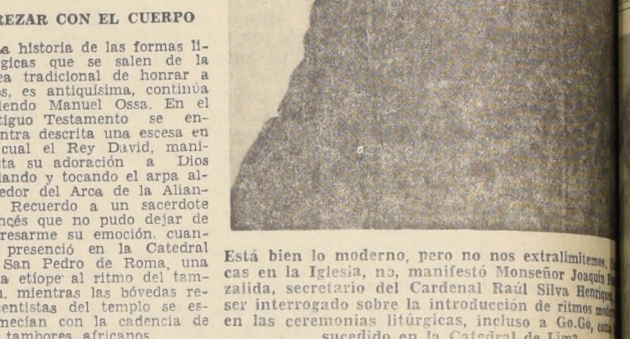 REZAR CON EL CUERPO
a historia de las formas li-
gicas que se salen de la
ea tradicional de honrar a
s, es antiquísima, continúa
iendo Manuel Ossa. En el
tiguo Testamento se en-
ntra descrita una escesa en
cual el Rey David, mani-
sta su adoración a Dios
lando y tocando el arpa al-
edor del Arca de la Alian-
Recuerdo a un sacerdote
ncés que no pudo dejar de
resarme su emoción. cuan-
presenció en la Catedral
San Pedro de Roma, una
a etíope al ritmo del tam-
, mientras las bóvedas re-
centistas del templo se es-
mecían con la cadencia de
tambores africanos.
Está bien lo moderno, pero no nos extralimitemos.
cas en la Iglesia, no, manifestó Monseñor Joaquín
zalida, secretario del Cardenal Raúl Silva Henríquez
ser interrogado sobre la introducción de ritmos
en las ceremonias litúrgicas, incluso a Go.Gó,
sucedido en la Catedral de Lima.